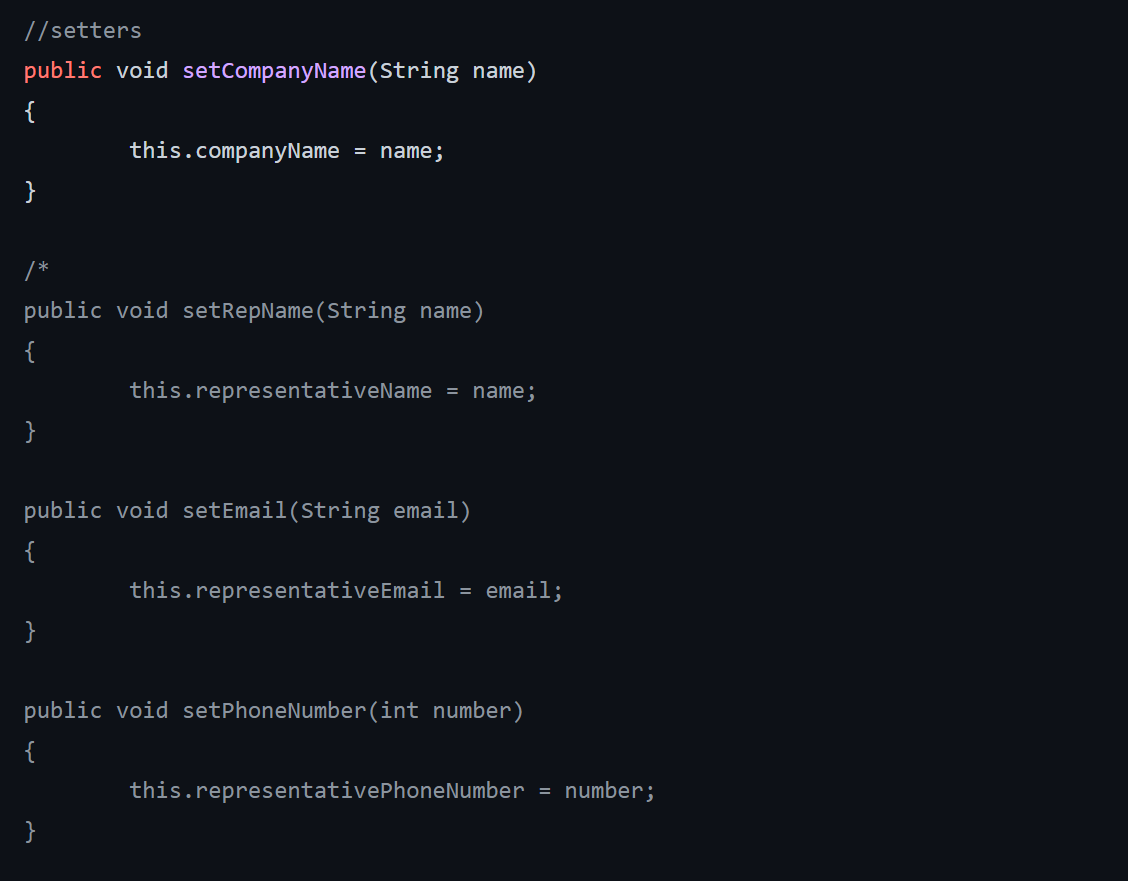 //setters
public void setCompanyName(String name)
{
        this.companyName = name;
}

/*
public void setRepName(String name)
{
        this.representativeName = name;
}

public void setEmail(String email)
{
        this.representativeEmail = email;
}

public void setPhoneNumber(int number)
{
        this.representativePhoneNumber = number;
}